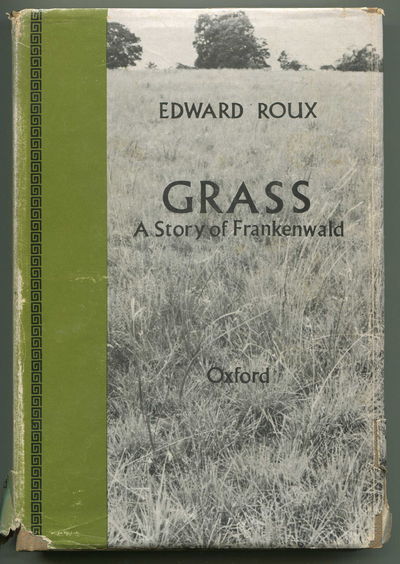 EDWARD ROUX
GRASS
A Story of Frankenwald
Oxford